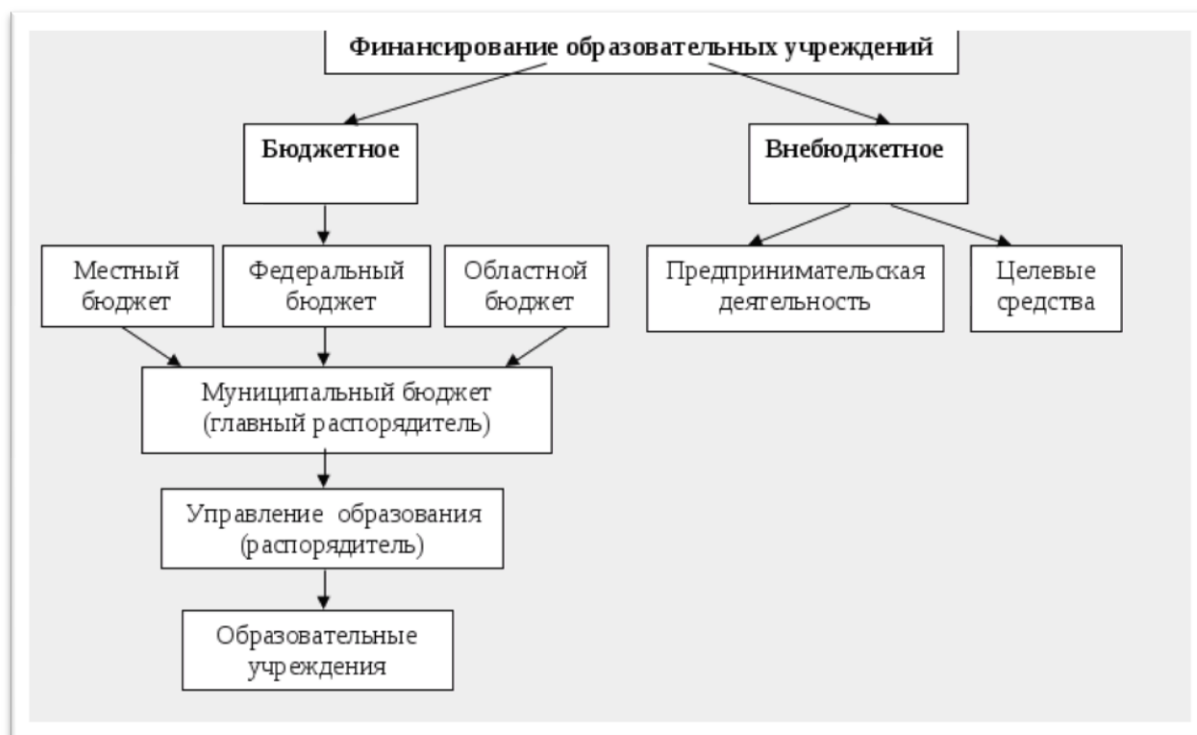 Финансирование образовательных учреждений
Бюджетное
Внебюджетное
Местный
бюджет
Федеральный
бюджет
Областной
бюджет
Предпринимательская
деятельность
Целевые
средства
Муниципальный бюджет
(главный распорядитель)
Управление образования
(распорядитель)
Образовательные
учреждения